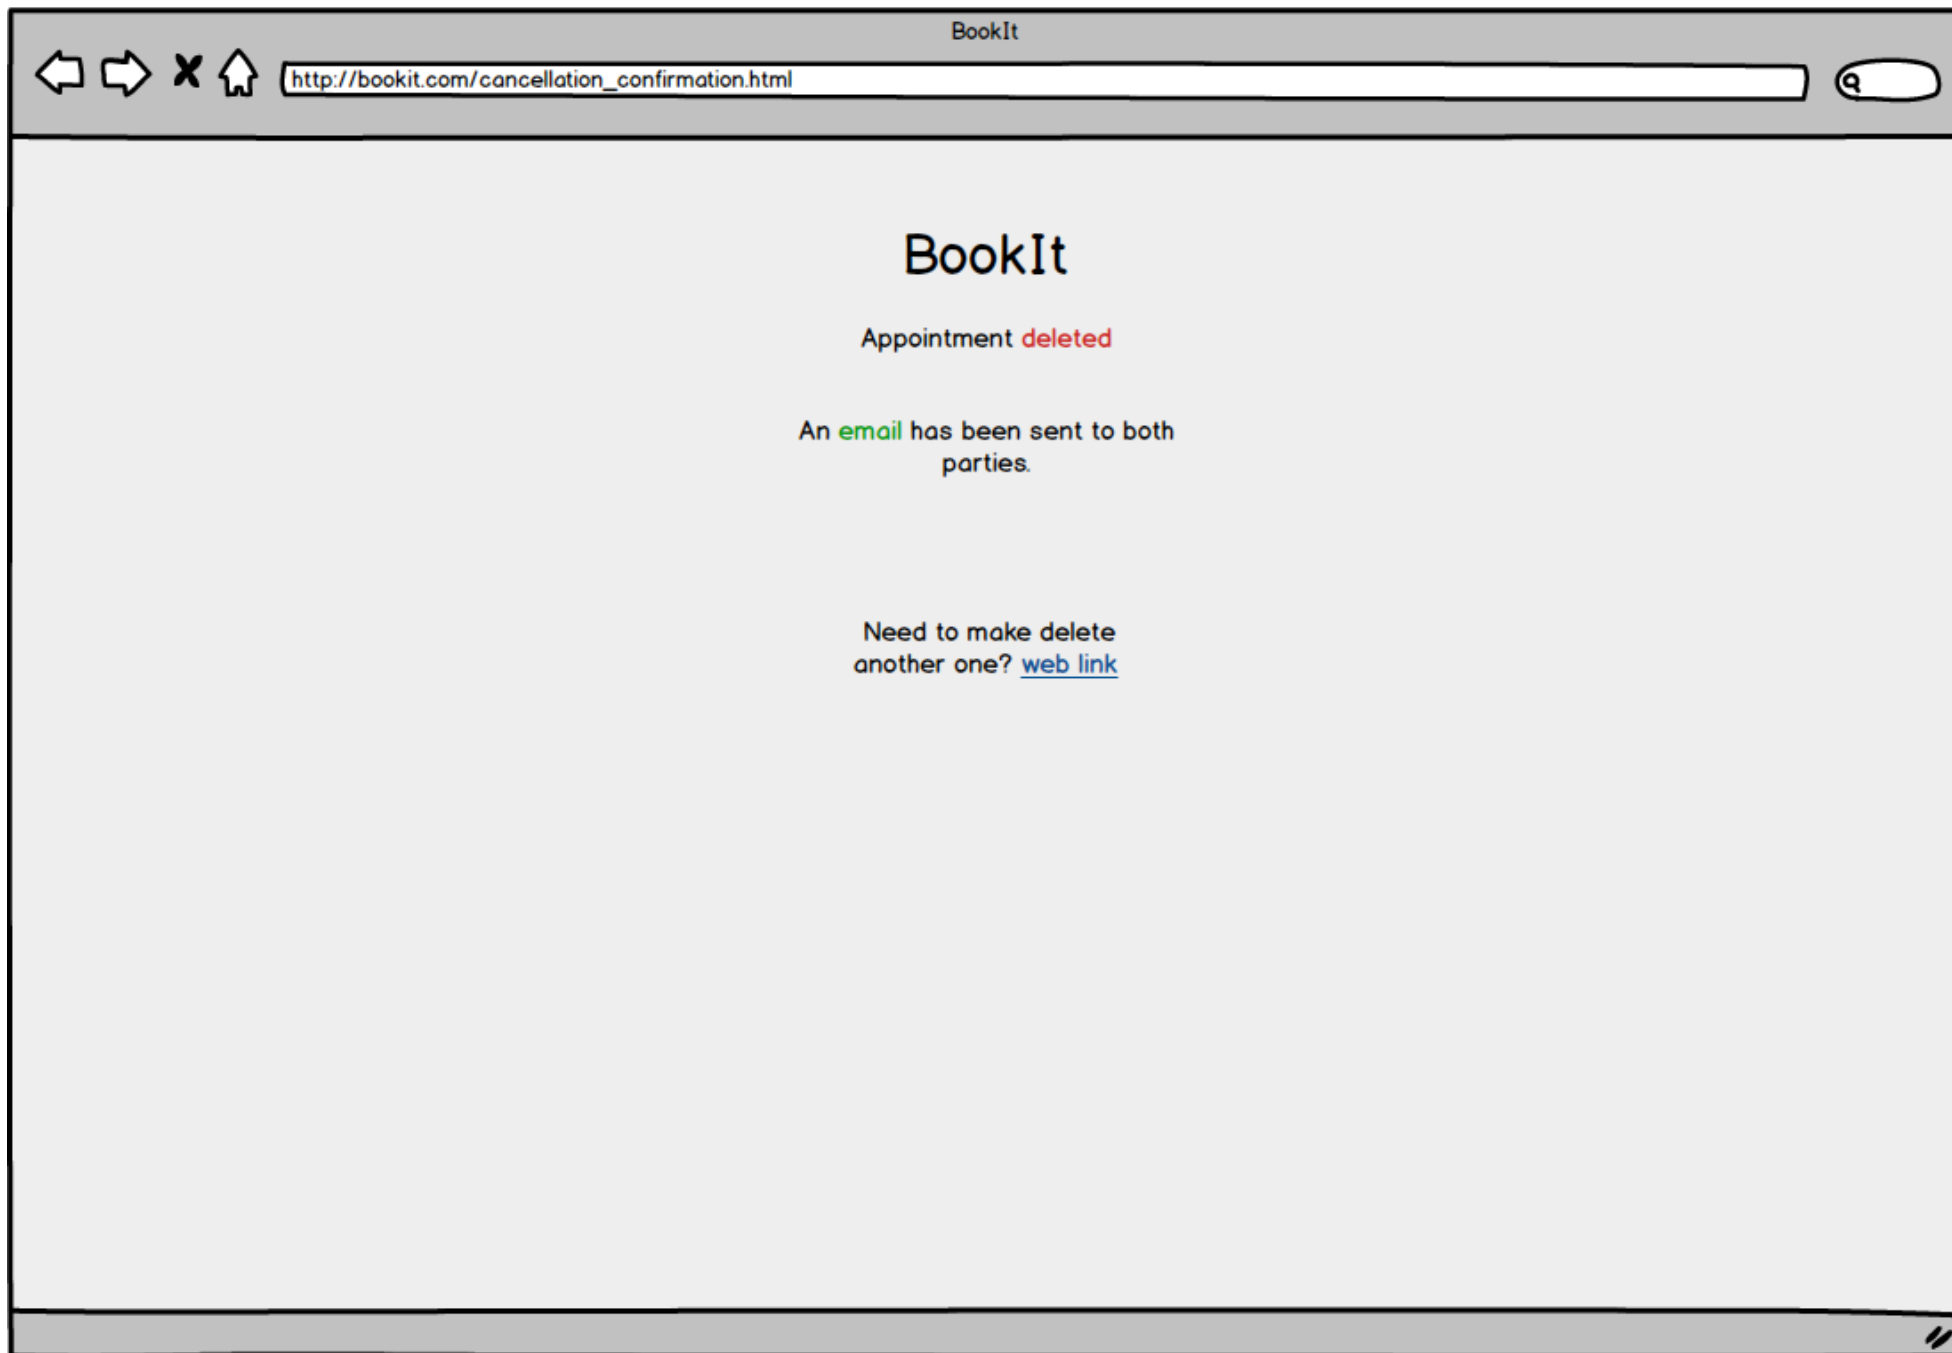 BookIt
http://bookit.com/cancellation_confirmation.html
BookIt
Appointment deleted
An email has been sent to both
parties.
Need to make delete
another one? web link